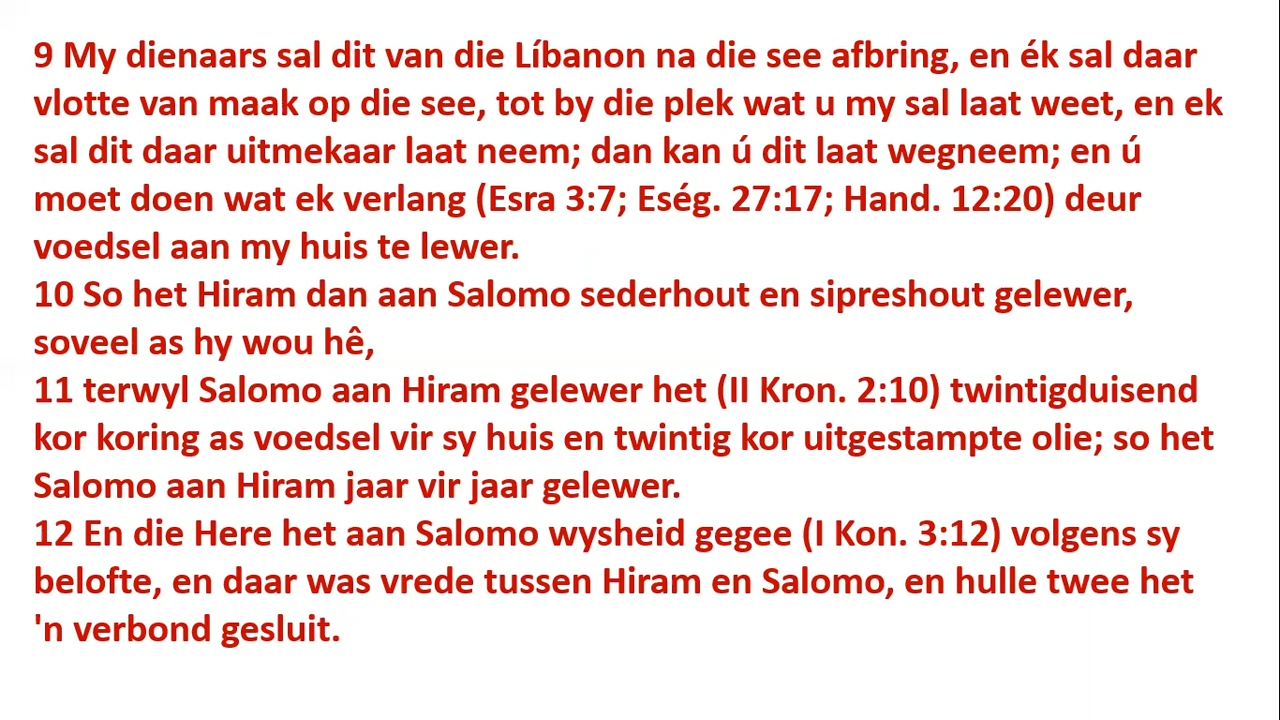 9 My dienaars sal dit van die Líbanon na die see afbring, en ék sal daar
vlotte van maak op die see, tot by die plek wat u my sal laat weet, en ek
sal dit daar uitmekaar laat neem; dan kan ú dit laat wegneem; en ú
moet doen wat ek verlang (Esra 3:7; Eség. 27:17; Hand. 12:20) deur
voedsel aan my huis te lewer.
10 So het Hiram dan aan Salomo sederhout en sipreshout gelewer,
soveel as hy wou hê,
11 terwyl Salomo aan Hiram gelewer het (II Kron. 2:10) twintigduisend
kor koring as voedsel vir sy huis en twintig kor uitgestampte olie; so het
Salomo aan Hiram jaar vir jaar gelewer.
12 En die Here het aan Salomo wysheid gegee (I Kon. 3:12) volgens sy
belofte, en daar was vrede tussen Hiram en Salomo, en hulle twee het
'n verbond gesluit.